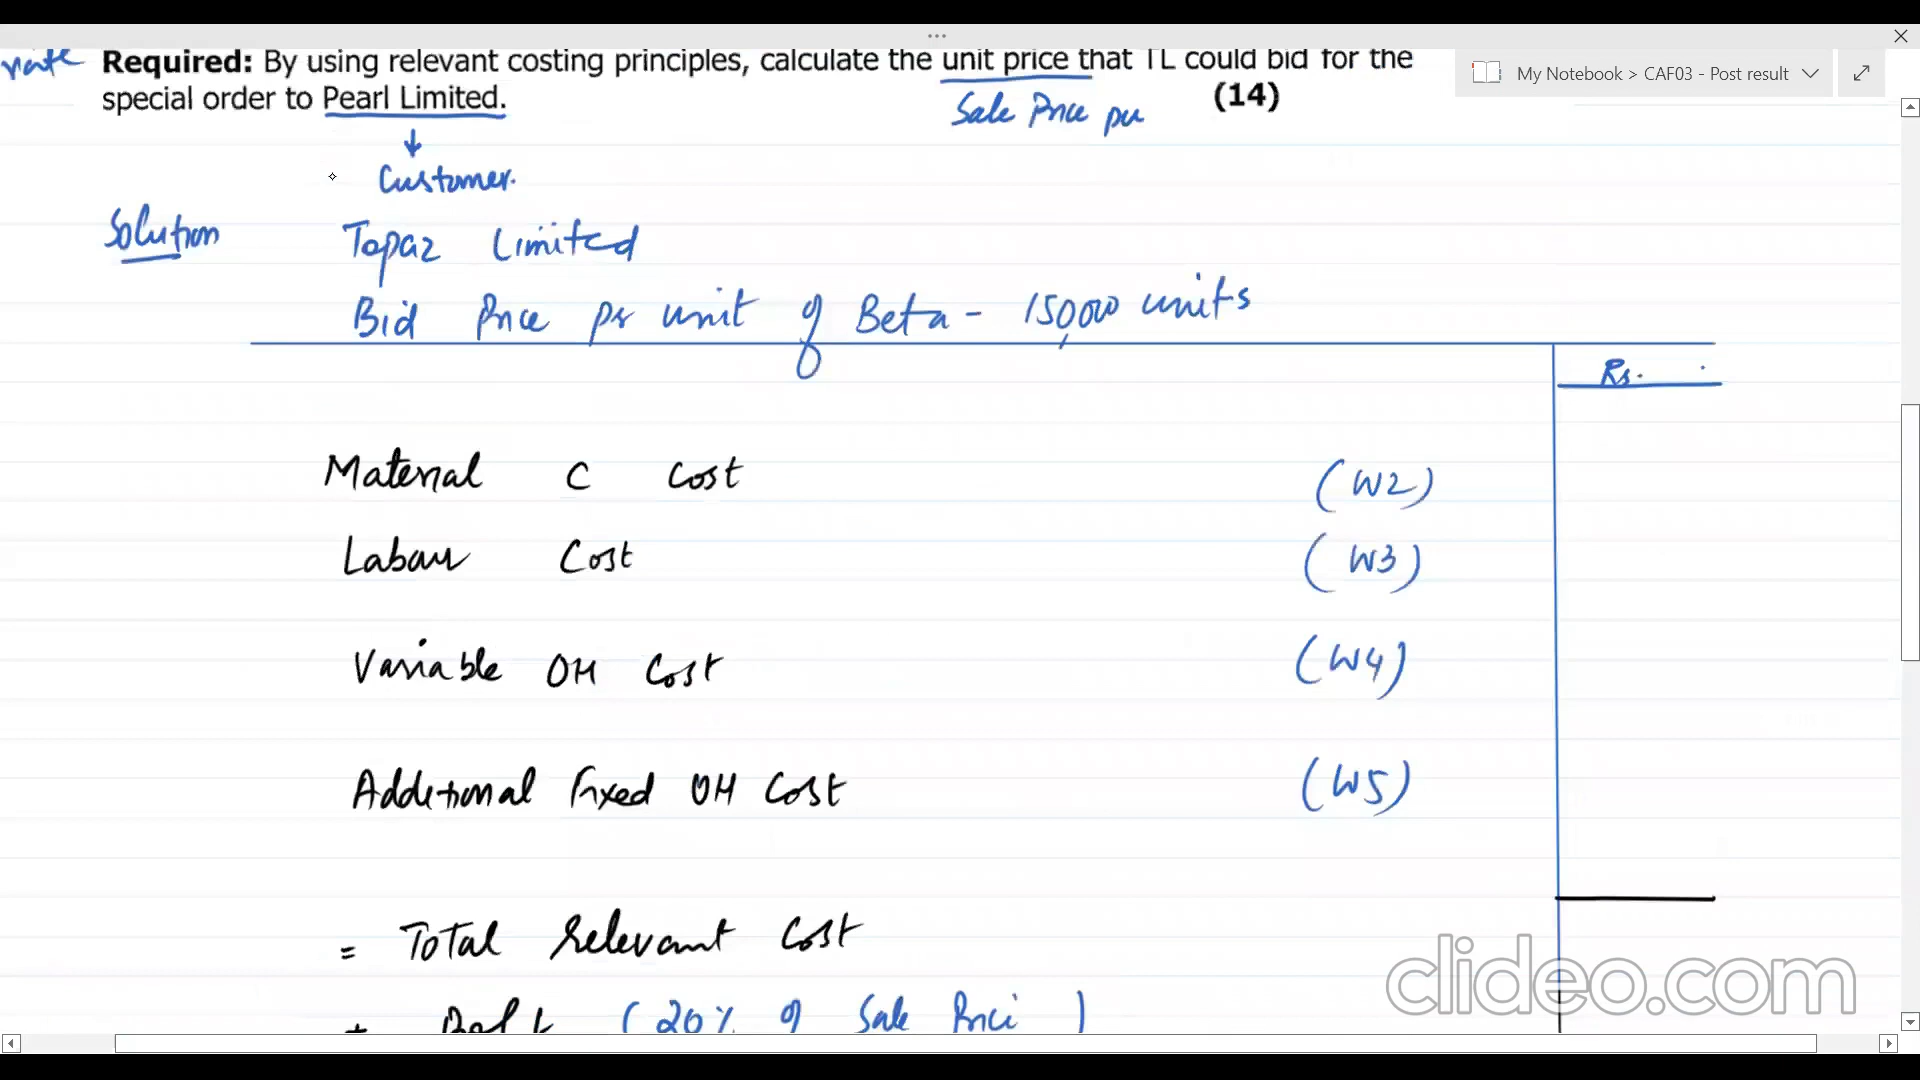 ...
My Notebook > CAF03 - Post result
Required: By using relevant costing principles, calculate the unit price that TL could bid for the
special order to Pearl Limited. (14)
Sale Price per
Customer.
Solution Topaz Limited
Bid Price per unit of Beta - 15,000 units
Rs.
Material C Cost (W2)
Labour Cost (W3)
Variable OH Cost (W4)
Additional Fixed OH Cost (W5)
= Total Relevant Cost
clideo.com
+ (20% of Sale Price)